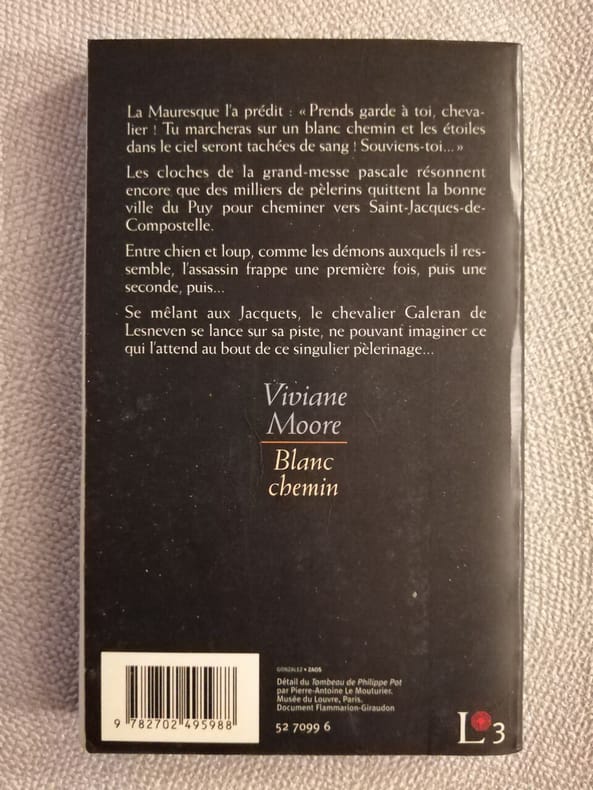 La Mauresque l'a prédit : « Prends garde à toi, cheva-
lier ! Tu marcheras sur un blanc chemin et les étoiles
dans le ciel seront tachées de sang ! Souviens-toi... »
Les cloches de la grand-messe pascale résonnent
encore que des milliers de pèlerins quittent la bonne
ville du Puy pour cheminer vers Saint-Jacques-de-
Compostelle.
Entre chien et loup, comme les démons auxquels il res-
semble, l'assassin frappe une première fois, puis une
seconde, puis...
Se mêlant aux Jacquets, le chevalier Galeran de
Lesneven se lance sur sa piste, ne pouvant imaginer ce
qui l'attend au bout de ce singulier pèlerinage...
Viviane
Moore
Blanc
chemin
GONZALEZ • ZAOS
Détail du Tombeau de Philippe Pot
par Pierre-Antoine Le Mouturier.
Musée du Louvre, Paris.
Document Flammarion-Giraudon
52 7099 6
9 782702 495988
L 3